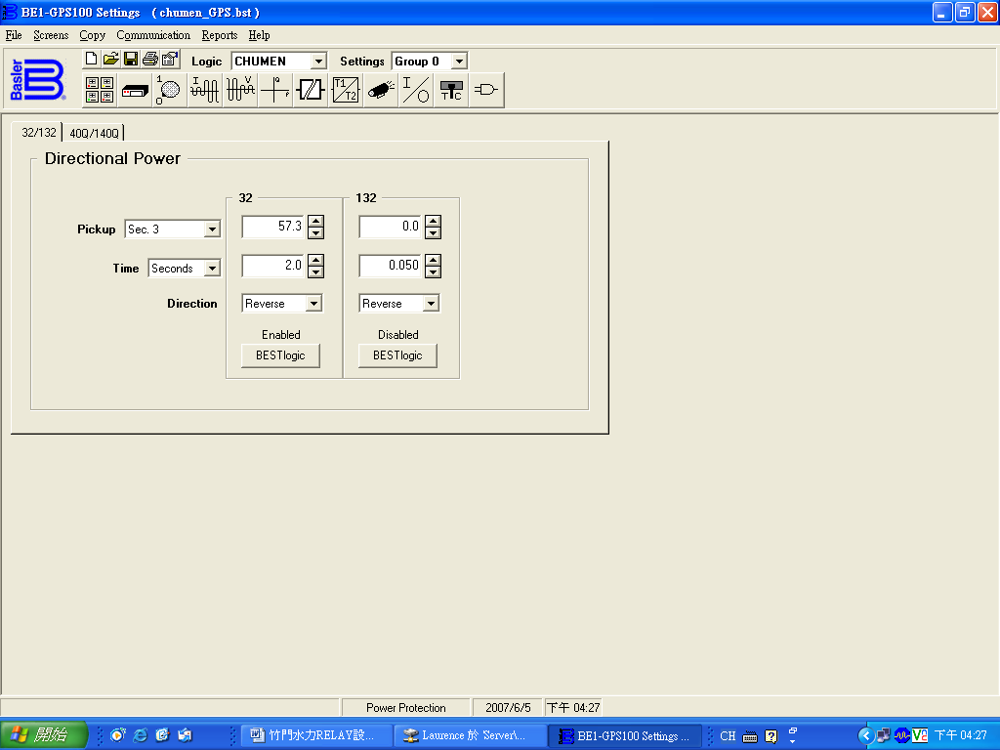 BE1-GPS100 Settings ( chumen_GPS.bst )
File Screens Copy Communication Reports Help
Basler
Logic CHUMEN Settings Group 0
32/132 40Q/140Q
Directional Power
32 132
Pickup Sec. 3 57.3 0.0
Time Seconds 2.0 0.050
Direction Reverse Reverse
Enabled Disabled
BESTlogic BESTlogic
Power Protection 2007/6/5 下午 04:27
開始 竹門水力RELAY設... Laurence 於 'Server\... BE1-GPS100 Settings ... CH 下午 04:27